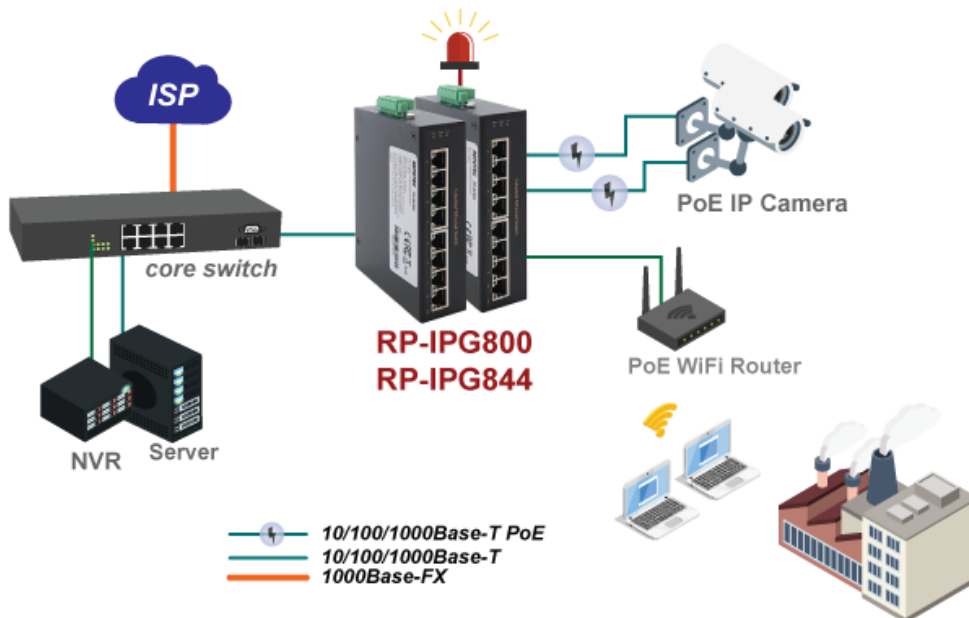 ISP
core switch
NVR
Server
RP-IPG800
RP-IPG844
PoE IP Camera
PoE WiFi Router
10/100/1000Base-T PoE
10/100/1000Base-T
1000Base-FX